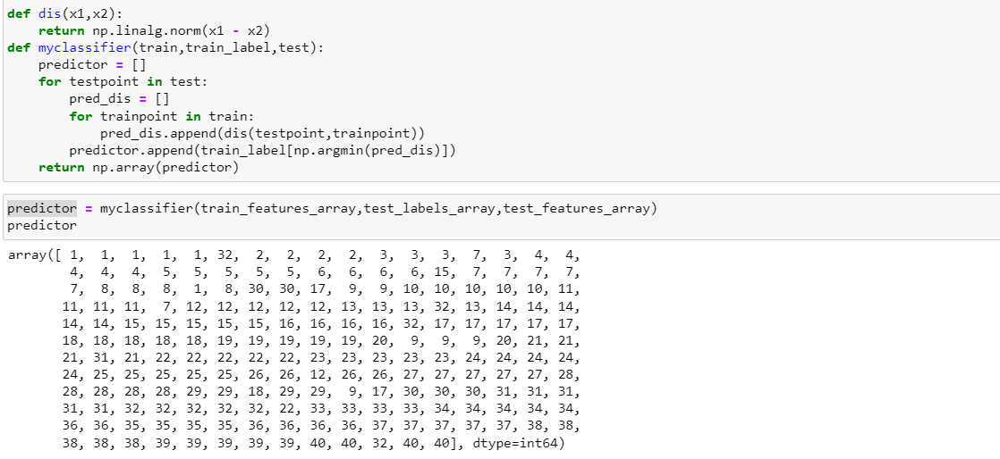 def dis(x1,x2):
    return np.linalg.norm(x1 - x2)
def myclassifier(train,train_label,test):
    predictor = []
    for testpoint in test:
        pred_dis = []
        for trainpoint in train:
            pred_dis.append(dis(testpoint,trainpoint))
        predictor.append(train_label[np.argmin(pred_dis)])
    return np.array(predictor)
predictor = myclassifier(train_features_array,test_labels_array,test_features_array)
predictor
array([ 1,  1,  1,  1,  1, 32,  2,  2,  2,  2,  3,  3,  3,  7,  3,  4,  4,
        4,  4,  4,  5,  5,  5,  5,  5,  6,  6,  6,  6, 15,  7,  7,  7,  7,
        7,  8,  8,  8,  1,  8, 30, 30, 17,  9,  9, 10, 10, 10, 10, 10, 11,
       11, 11, 11,  7, 12, 12, 12, 12, 12, 13, 13, 13, 32, 13, 14, 14, 14,
       14, 14, 15, 15, 15, 15, 15, 16, 16, 16, 16, 32, 17, 17, 17, 17, 17,
       18, 18, 18, 18, 18, 19, 19, 19, 19, 19, 20,  9,  9,  9, 20, 21, 21,
       21, 31, 21, 22, 22, 22, 22, 22, 23, 23, 23, 23, 23, 24, 24, 24, 24,
       24, 25, 25, 25, 25, 25, 26, 26, 12, 26, 26, 27, 27, 27, 27, 27, 28,
       28, 28, 28, 28, 29, 29, 18, 29, 29,  9, 17, 30, 30, 30, 31, 31, 31,
       31, 31, 32, 32, 32, 32, 32, 22, 33, 33, 33, 33, 34, 34, 34, 34, 34,
       36, 36, 35, 35, 35, 35, 36, 36, 36, 36, 37, 37, 37, 37, 37, 38, 38,
       38, 38, 38, 39, 39, 39, 39, 39, 40, 40, 32, 40, 40], dtype=int64)